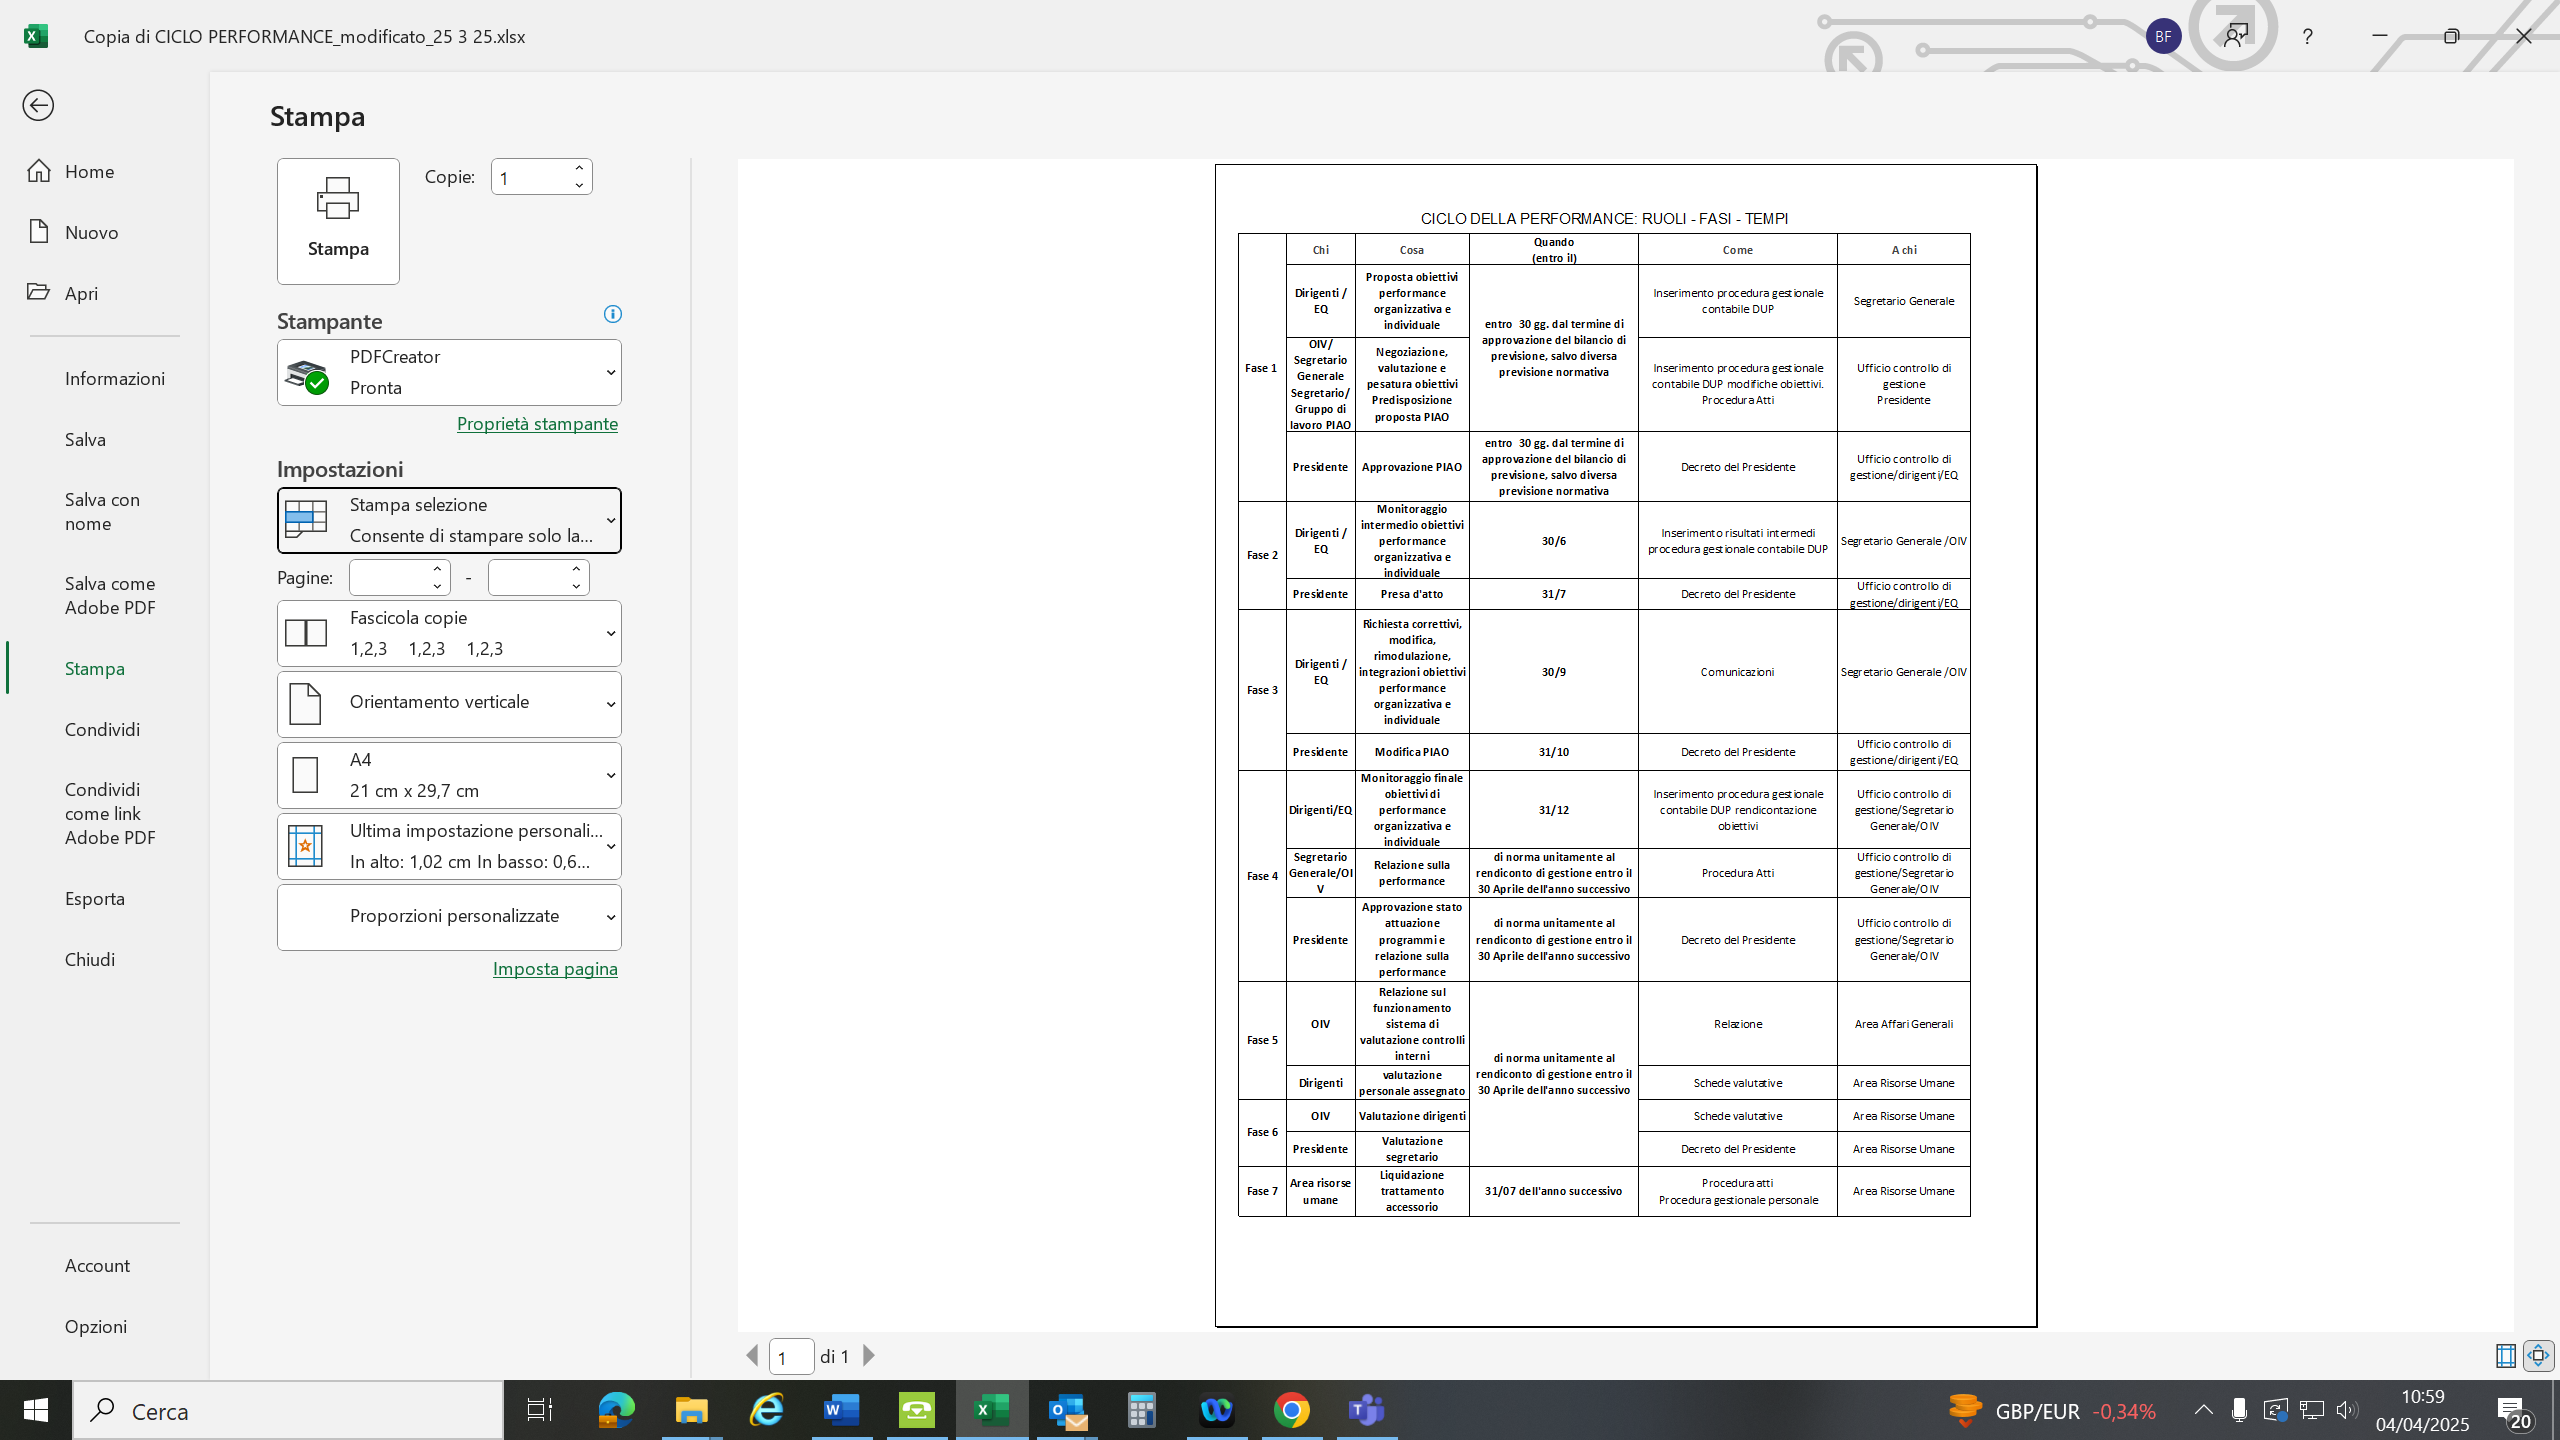 Copia di CICLO PERFORMANCE_modificato_25 3 25.xlsx
BF
?
Home
Nuovo
Apri
Informazioni
Salva
Salva con
nome
Salva come
Adobe PDF
Stampa
Condividi
Condividi
come link
Adobe PDF
Esporta
Chiudi
Account
Opzioni
Stampa
Stampa
Copie:
1
Stampante
PDFCreator
Pronta
Proprietà stampante
Impostazioni
Stampa selezione
Consente di stampare solo la...
Pagine:
-
Fascicola copie
1,2,3 1,2,3 1,2,3
Orientamento verticale
A4
21 cm x 29,7 cm
Ultima impostazione personali...
In alto: 1,02 cm In basso: 0,6...
Proporzioni personalizzate
Imposta pagina
CICLO DELLA PERFORMANCE: RUOLI - FASI - TEMPI
Chi
Cosa
Quando
(entro il)
Come
A chi
Fase 1
Dirigenti /
EQ
Proposta obiettivi
performance
organizzativa e
individuale
entro 30 gg. dal termine di
approvazione del bilancio di
previsione, salvo diversa
previsione normativa
Inserimento procedura gestionale
contabile DUP
Segretario Generale
OIV/
Segretario
Generale
Segretario/
Gruppo di
lavoro PIAO
Negoziazione,
valutazione e
pesatura obiettivi
Predisposizione
proposta PIAO
Inserimento procedura gestionale
contabile DUP modifiche obiettivi.
Procedura Atti
Ufficio controllo di
gestione
Presidente
Presidente
Approvazione PIAO
entro 30 gg. dal termine di
approvazione del bilancio di
previsione, salvo diversa
previsione normativa
Decreto del Presidente
Ufficio controllo di
gestione/dirigenti/EQ
Fase 2
Dirigenti /
EQ
Monitoraggio
intermedio obiettivi
performance
organizzativa e
individuale
30/6
Inserimento risultati intermedi
procedura gestionale contabile DUP
Segretario Generale /OIV
Presidente
Presa d'atto
31/7
Decreto del Presidente
Ufficio controllo di
gestione/dirigenti/EQ
Fase 3
Dirigenti /
EQ
Richiesta correttivi,
modifica,
rimodulazione,
integrazioni obiettivi
performance
organizzativa e
individuale
30/9
Comunicazioni
Segretario Generale /OIV
Presidente
Modifica PIAO
31/10
Decreto del Presidente
Ufficio controllo di
gestione/dirigenti/EQ
Fase 4
Dirigenti/EQ
Monitoraggio finale
obiettivi di
performance
organizzativa e
individuale
31/12
Inserimento procedura gestionale
contabile DUP rendicontazione
obiettivi
Ufficio controllo di
gestione/Segretario
Generale/OIV
Segretario
Generale/OI
V
Relazione sulla
performance
di norma unitamente al
rendiconto di gestione entro il
30 Aprile dell'anno successivo
Procedura Atti
Ufficio controllo di
gestione/Segretario
Generale/OIV
Presidente
Approvazione stato
attuazione
programmi e
relazione sulla
performance
di norma unitamente al
rendiconto di gestione entro il
30 Aprile dell'anno successivo
Decreto del Presidente
Ufficio controllo di
gestione/Segretario
Generale/OIV
Fase 5
OIV
Relazione sul
funzionamento
sistema di
valutazione controlli
interni
di norma unitamente al
rendiconto di gestione entro il
30 Aprile dell'anno successivo
Relazione
Area Affari Generali
Dirigenti
valutazione
personale assegnato
Schede valutative
Area Risorse Umane
Fase 6
OIV
Valutazione dirigenti
Schede valutative
Area Risorse Umane
Presidente
Valutazione
segretario
Decreto del Presidente
Area Risorse Umane
Fase 7
Area risorse
umane
Liquidazione
trattamento
accessorio
31/07 dell'anno successivo
Procedura atti
Procedura gestionale personale
Area Risorse Umane
1
di 1
Cerca
GBP/EUR -0,34%
10:59
04/04/2025
20